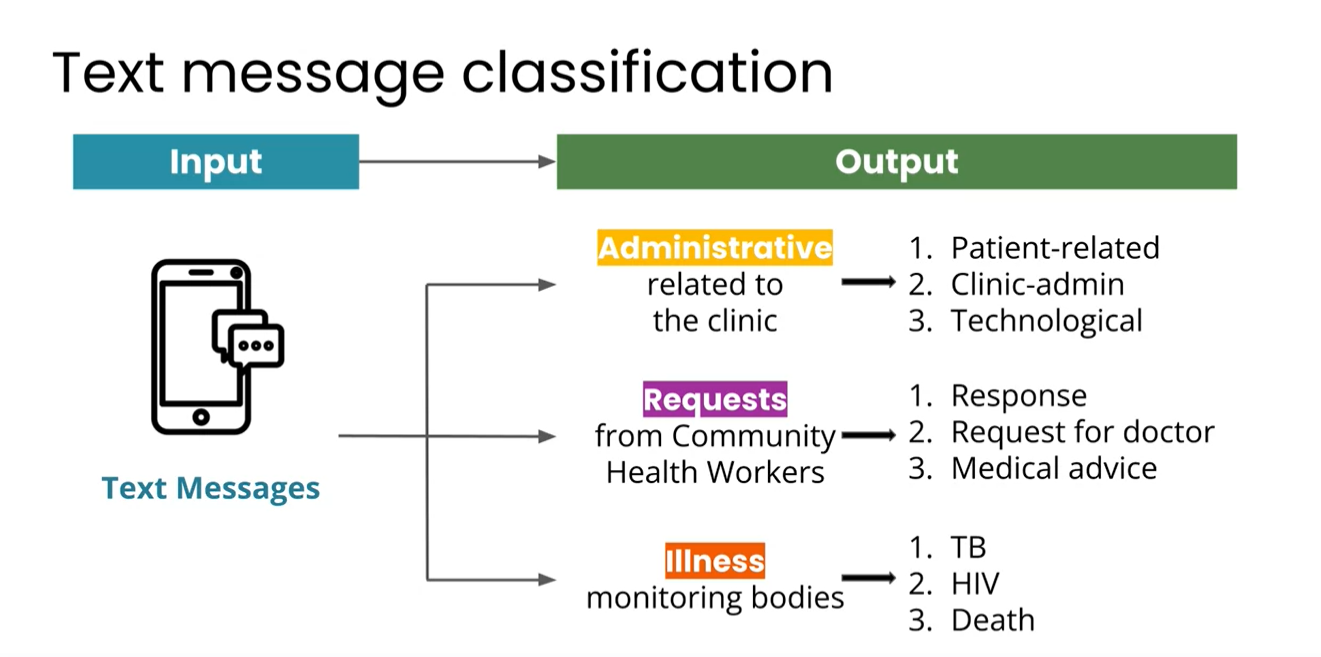 Text message classification
Input
Output
Text Messages
Administrative
related to
the clinic
1. Patient-related
2. Clinic-admin
3. Technological
Requests
from Community
Health Workers
1. Response
2. Request for doctor
3. Medical advice
Illness
monitoring bodies
1. TB
2. HIV
3. Death